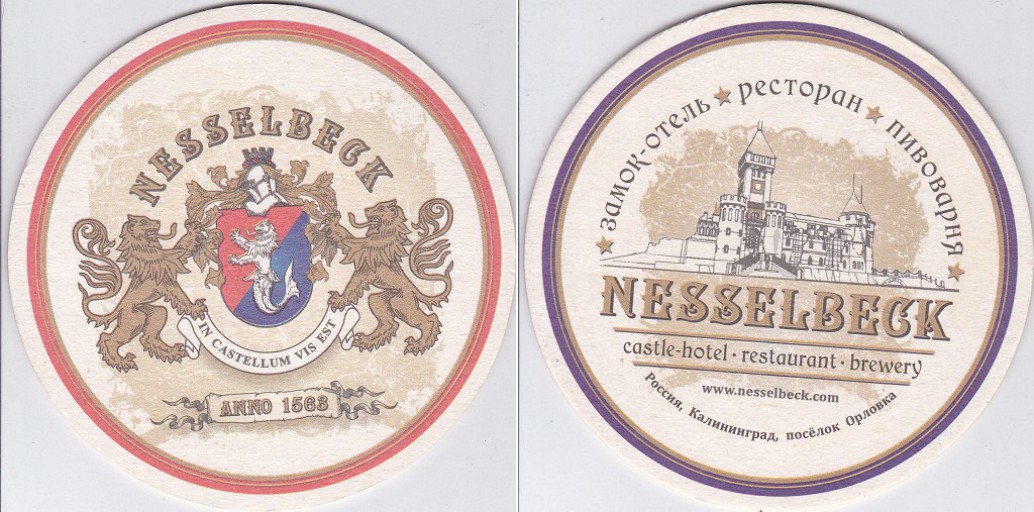 NESSELBECK
IN CASTELLUM VIS EST
ANNO 1563
замок-отель ★ ресторан ★ пивоварня
NESSELBECK
castle-hotel · restaurant · brewery
www.nesselbeck.com
Россия, Калининград, посёлок Орловка